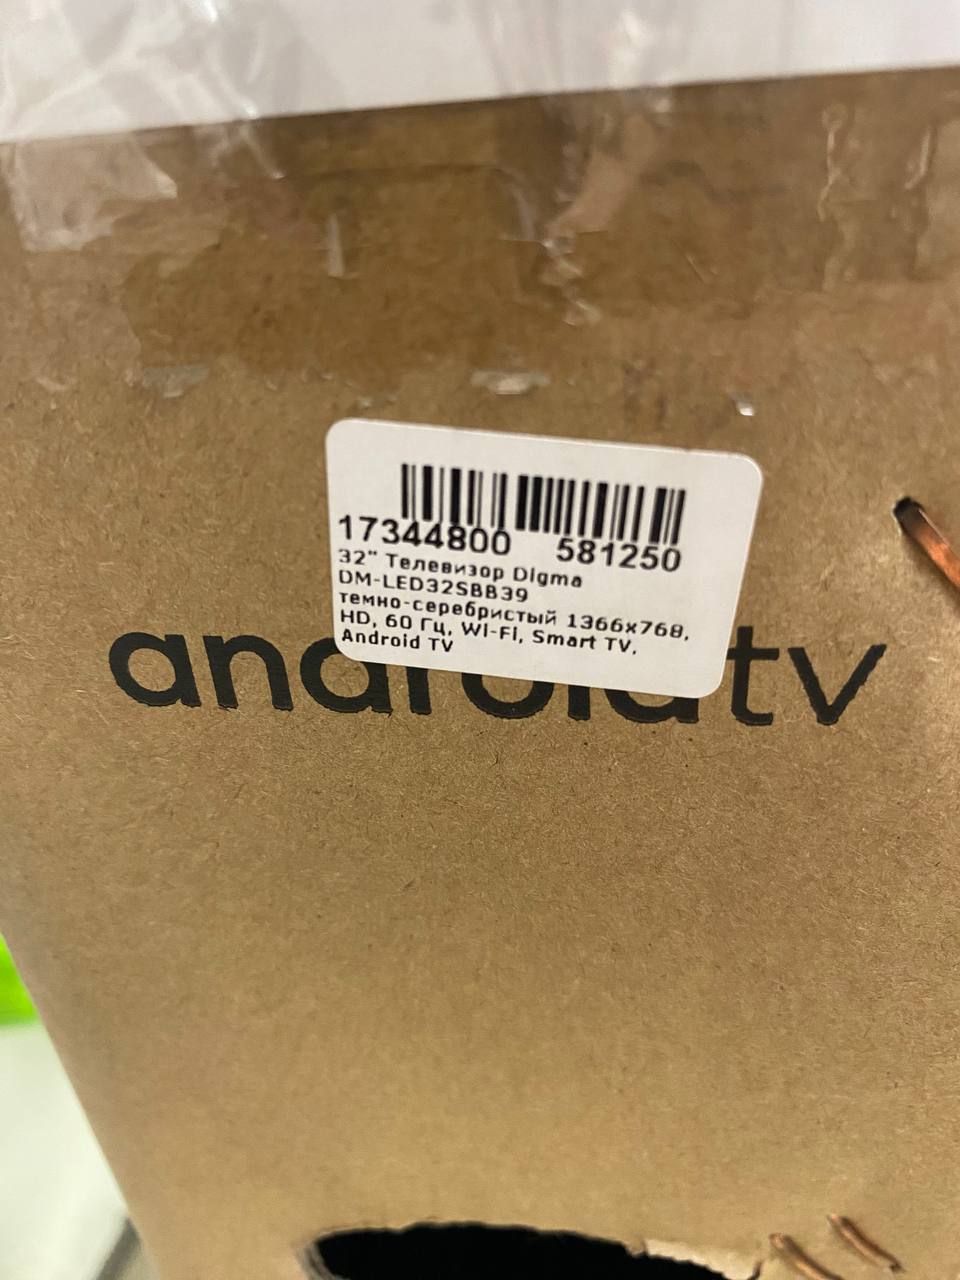 17344800 581250
32" Телевизор Digma
DM-LED32SBB39
темно-серебристый 1366x768,
HD, 60 Гц, WI-FI, Smart TV,
Android TV
androidtv